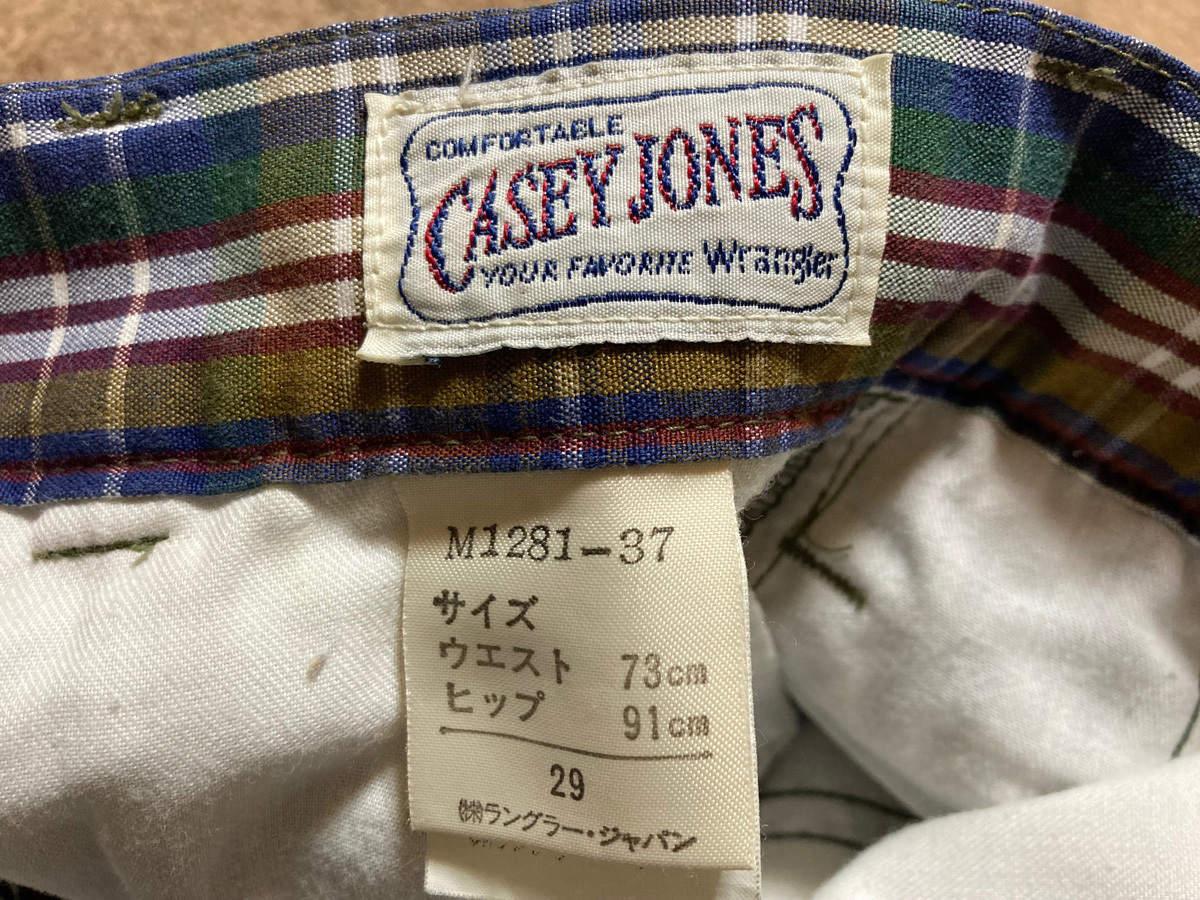 COMFORTABLE
CASEY JONES
YOUR FAVORITE Wrangler
M1281-37
サイズ
ウエスト 73cm
ヒップ 91cm
29
㈱ラングラー・ジャパン